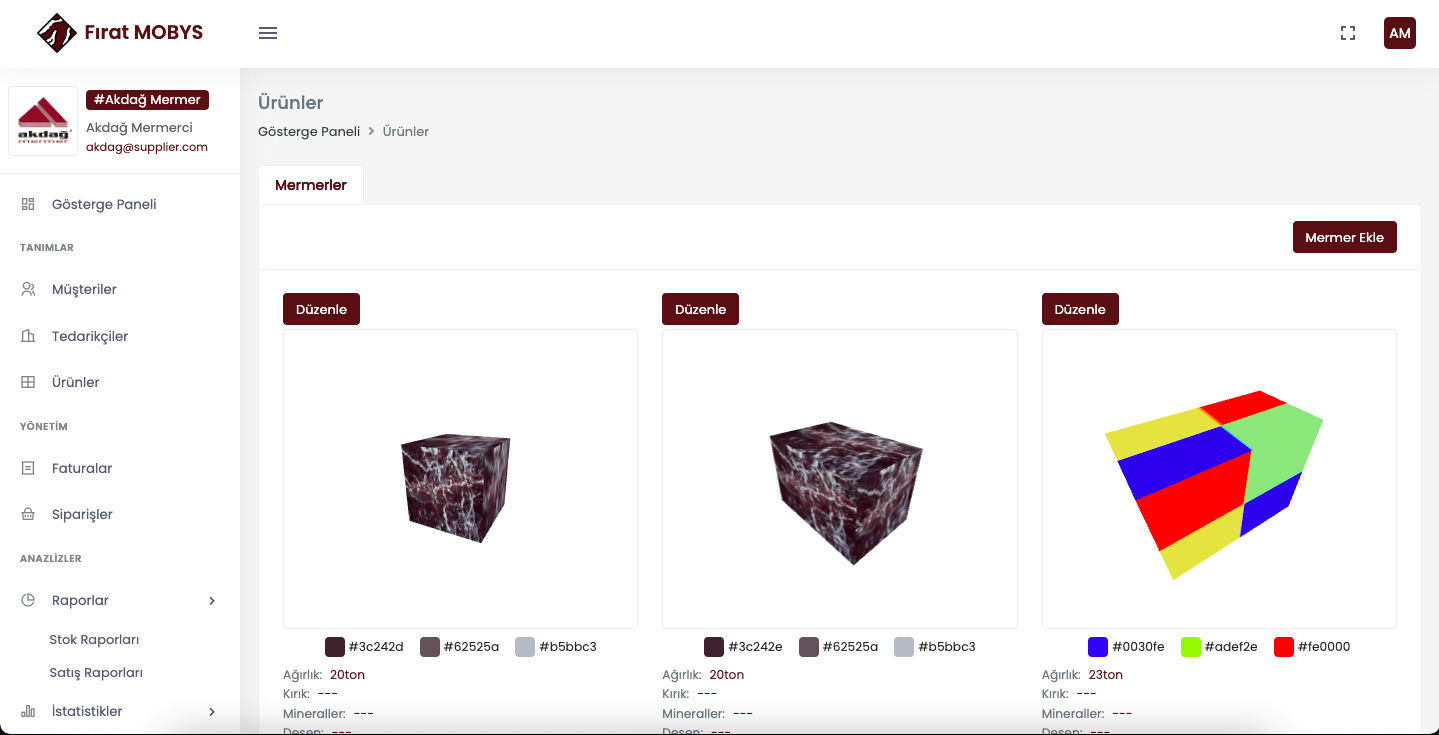 Fırat MOBYS
AM
akdağ
mermer
#Akdağ Mermer
Akdağ Mermerci
akdag@supplier.com
Gösterge Paneli
TANIMLAR
Müşteriler
Tedarikçiler
Ürünler
YÖNETİM
Faturalar
Siparişler
ANAZLİZLER
Raporlar
Stok Raporları
Satış Raporları
İstatistikler
Ürünler
Gösterge Paneli > Ürünler
Mermerler
Mermer Ekle
Düzenle
#3c242d #62525a #b5bbc3
Ağırlık: 20ton
Kırık: ---
Mineraller: ---
Desen: ---
Düzenle
#3c242e #62525a #b5bbc3
Ağırlık: 20ton
Kırık: ---
Mineraller: ---
Desen: ---
Düzenle
#0030fe #adef2e #fe0000
Ağırlık: 23ton
Kırık: ---
Mineraller: ---
Desen: ---